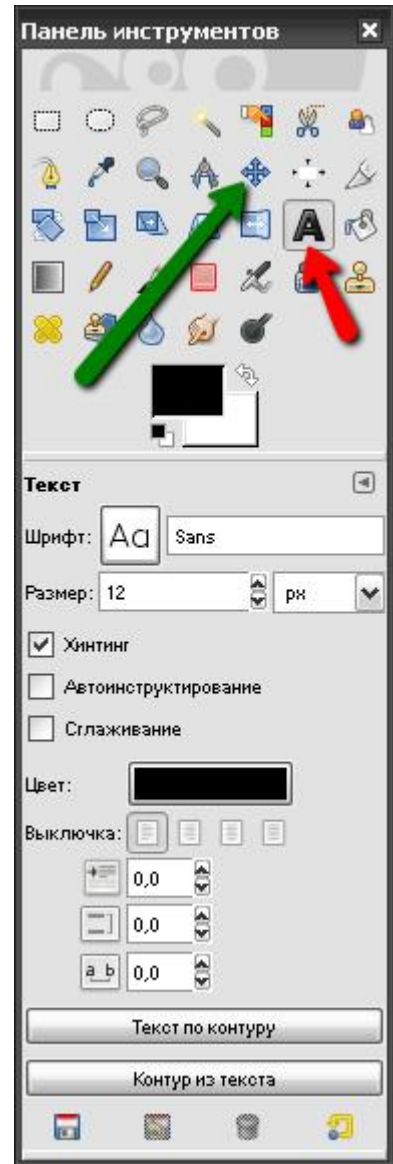 Панель инструментов
Текст
Шрифт: Aa Sans
Размер: 12 px
Хинтинг
Автоинструктирование
Сглаживание
Цвет:
Выключка:
0,0
0,0
a_b 0,0
Текст по контуру
Контур из текста